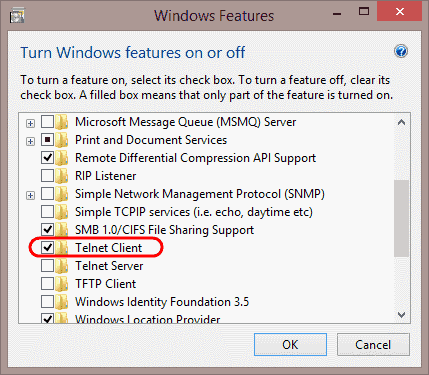 Windows Features
Turn Windows features on or off
To turn a feature on, select its check box. To turn a feature off, clear its
check box. A filled box means that only part of the feature is turned on.
Microsoft Message Queue (MSMQ) Server
Print and Document Services
Remote Differential Compression API Support
RIP Listener
Simple Network Management Protocol (SNMP)
Simple TCPIP services (i.e. echo, daytime etc)
SMB 1.0/CIFS File Sharing Support
Telnet Client
Telnet Server
TFTP Client
Windows Identity Foundation 3.5
Windows Location Provider
OK Cancel